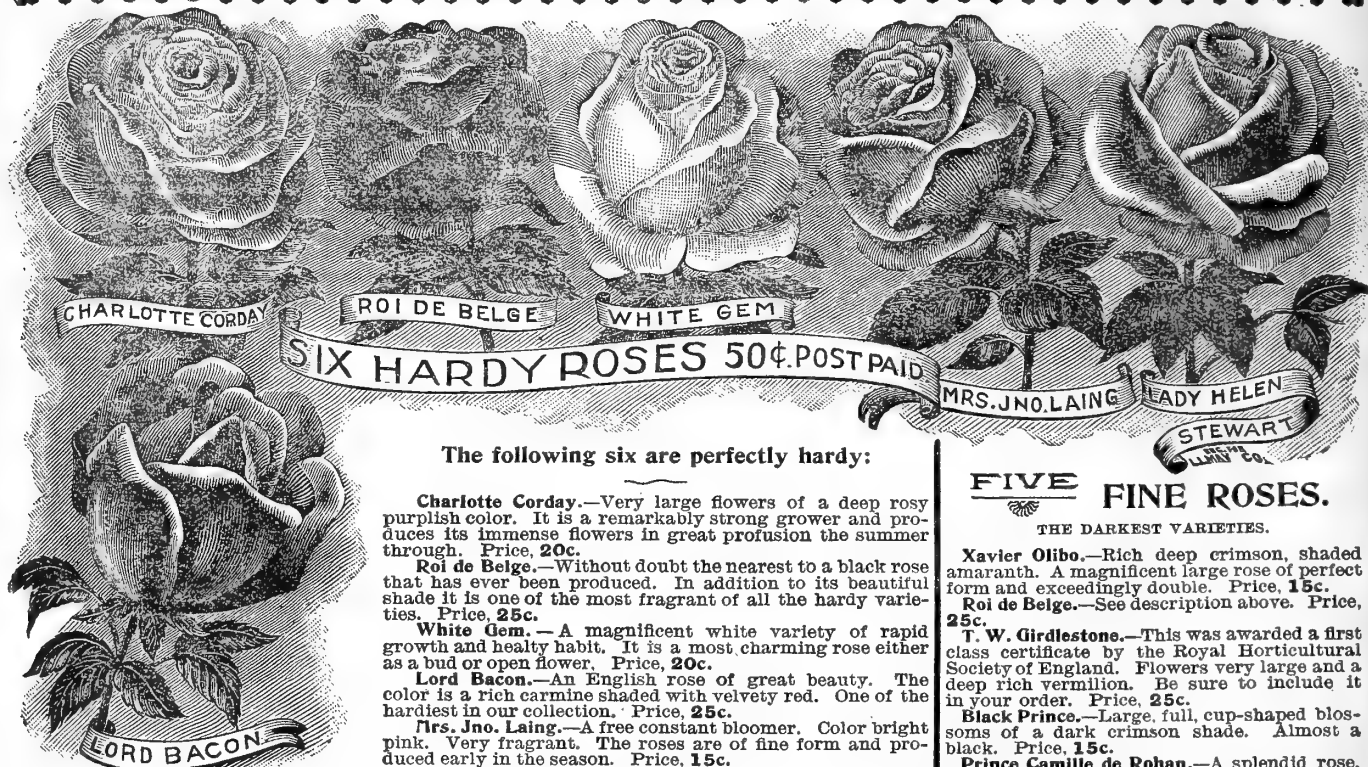 CHARLOTTE CORDAY
ROI DE BELGE
WHITE GEM
SIX HARDY ROSES 50¢. POST PAID
MRS. JNO. LAING
LADY HELEN
STEWART
LORD BACON.
The following six are perfectly hardy:
Charlotte Corday.—Very large flowers of a deep rosy
purplish color. It is a remarkably strong grower and pro-
duces its immense flowers in great profusion the summer
through. Price, 20c.
Roi de Belge.—Without doubt the nearest to a black rose
that has ever been produced. In addition to its beautiful
shade it is one of the most fragrant of all the hardy varie-
ties. Price, 25c.
White Gem.—A magnificent white variety of rapid
growth and healty habit. It is a most charming rose either
as a bud or open flower. Price, 20c.
Lord Bacon.—An English rose of great beauty. The
color is a rich carmine shaded with velvety red. One of the
hardiest in our collection. Price, 25c.
Mrs. Jno. Laing.—A free constant bloomer. Color bright
pink. Very fragrant. The roses are of fine form and pro-
duced early in the season. Price, 15c.
FIVE FINE ROSES.
THE DARKEST VARIETIES.
Xavier Olibo.—Rich deep crimson, shaded
amaranth. A magnificent large rose of perfect
form and exceedingly double. Price, 15c.
Roi de Belge.—See description above. Price,
25c.
T. W. Girdlestone.—This was awarded a first
class certificate by the Royal Horticultural
Society of England. Flowers very large and a
deep rich vermilion. Be sure to include it
in your order. Price, 25c.
Black Prince.—Large, full, cup-shaped blos-
soms of a dark crimson shade. Almost a
black. Price, 15c.
Prince Camille de Rohan.—A splendid rose,